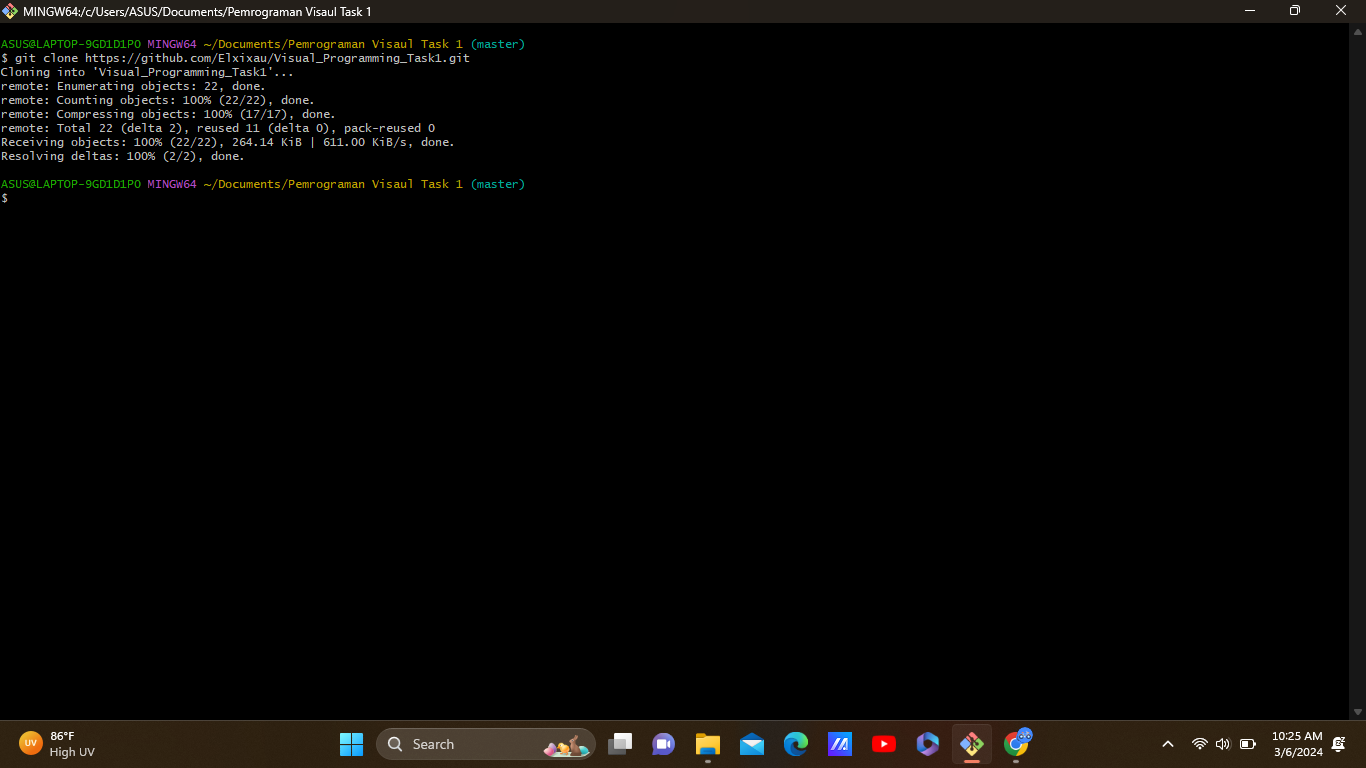 MINGW64:/c/Users/ASUS/Documents/Pemrograman Visaul Task 1
ASUS@LAPTOP-9GD1D1PO MINGW64 ~/Documents/Pemrograman Visaul Task 1 (master)
$ git clone https://github.com/Elxixau/Visual_Programming_Task1.git
Cloning into 'Visual_Programming_Task1'...
remote: Enumerating objects: 22, done.
remote: Counting objects: 100% (22/22), done.
remote: Compressing objects: 100% (17/17), done.
remote: Total 22 (delta 2), reused 11 (delta 0), pack-reused 0
Receiving objects: 100% (22/22), 264.14 KiB | 611.00 KiB/s, done.
Resolving deltas: 100% (2/2), done.
ASUS@LAPTOP-9GD1D1PO MINGW64 ~/Documents/Pemrograman Visaul Task 1 (master)
$
UV
86°F
High UV
Search
10:25 AM
3/6/2024